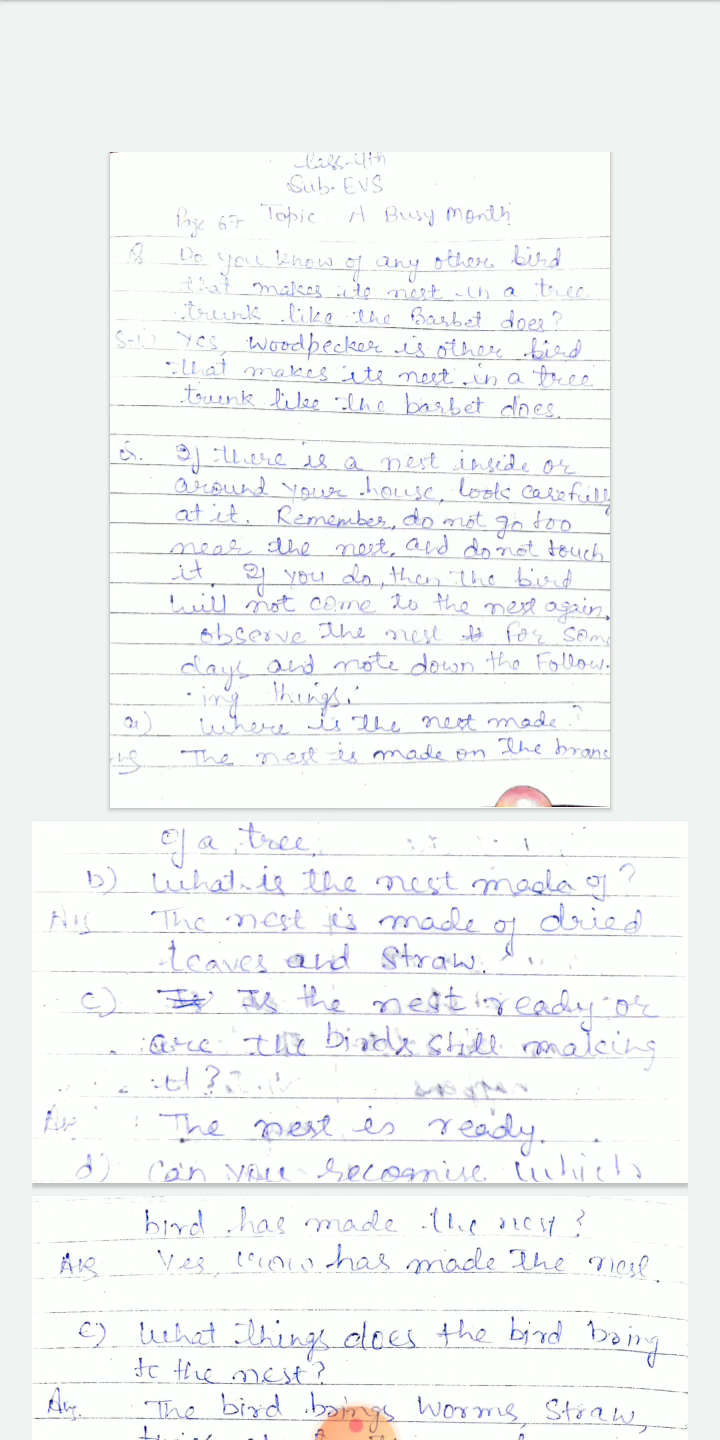 Class-4th
Sub-EVS
Page 67 Topic - A Busy Month
Q Do you know of any other bird
that makes its nest in a tree
trunk like the Barbet does?
Yes, woodpecker is other bird
that makes its nest in a tree
trunk like the barbet does.
Q. If there is a nest inside or
around your house, look carefully
at it. Remember, do not go too
near the nest, and do not touch
it. If you do, then the bird
will not come to the nest again,
observe the nest for some
days and note down the Follow-
ing things.
a) Where is the nest made?
Ans The nest is made on the branc
of a tree.
b) What is the nest made of?
Ans The nest is made of dried
leaves and Straw.
c) Is the nest ready or
are the birds still making
it?
Ans The nest is ready.
d) Can you recognise which
bird has made the nest?
Ans Yes, has made the nest.
e) What things does the bird bring
to the nest?
Ans. The bird brings Worms, Straw,